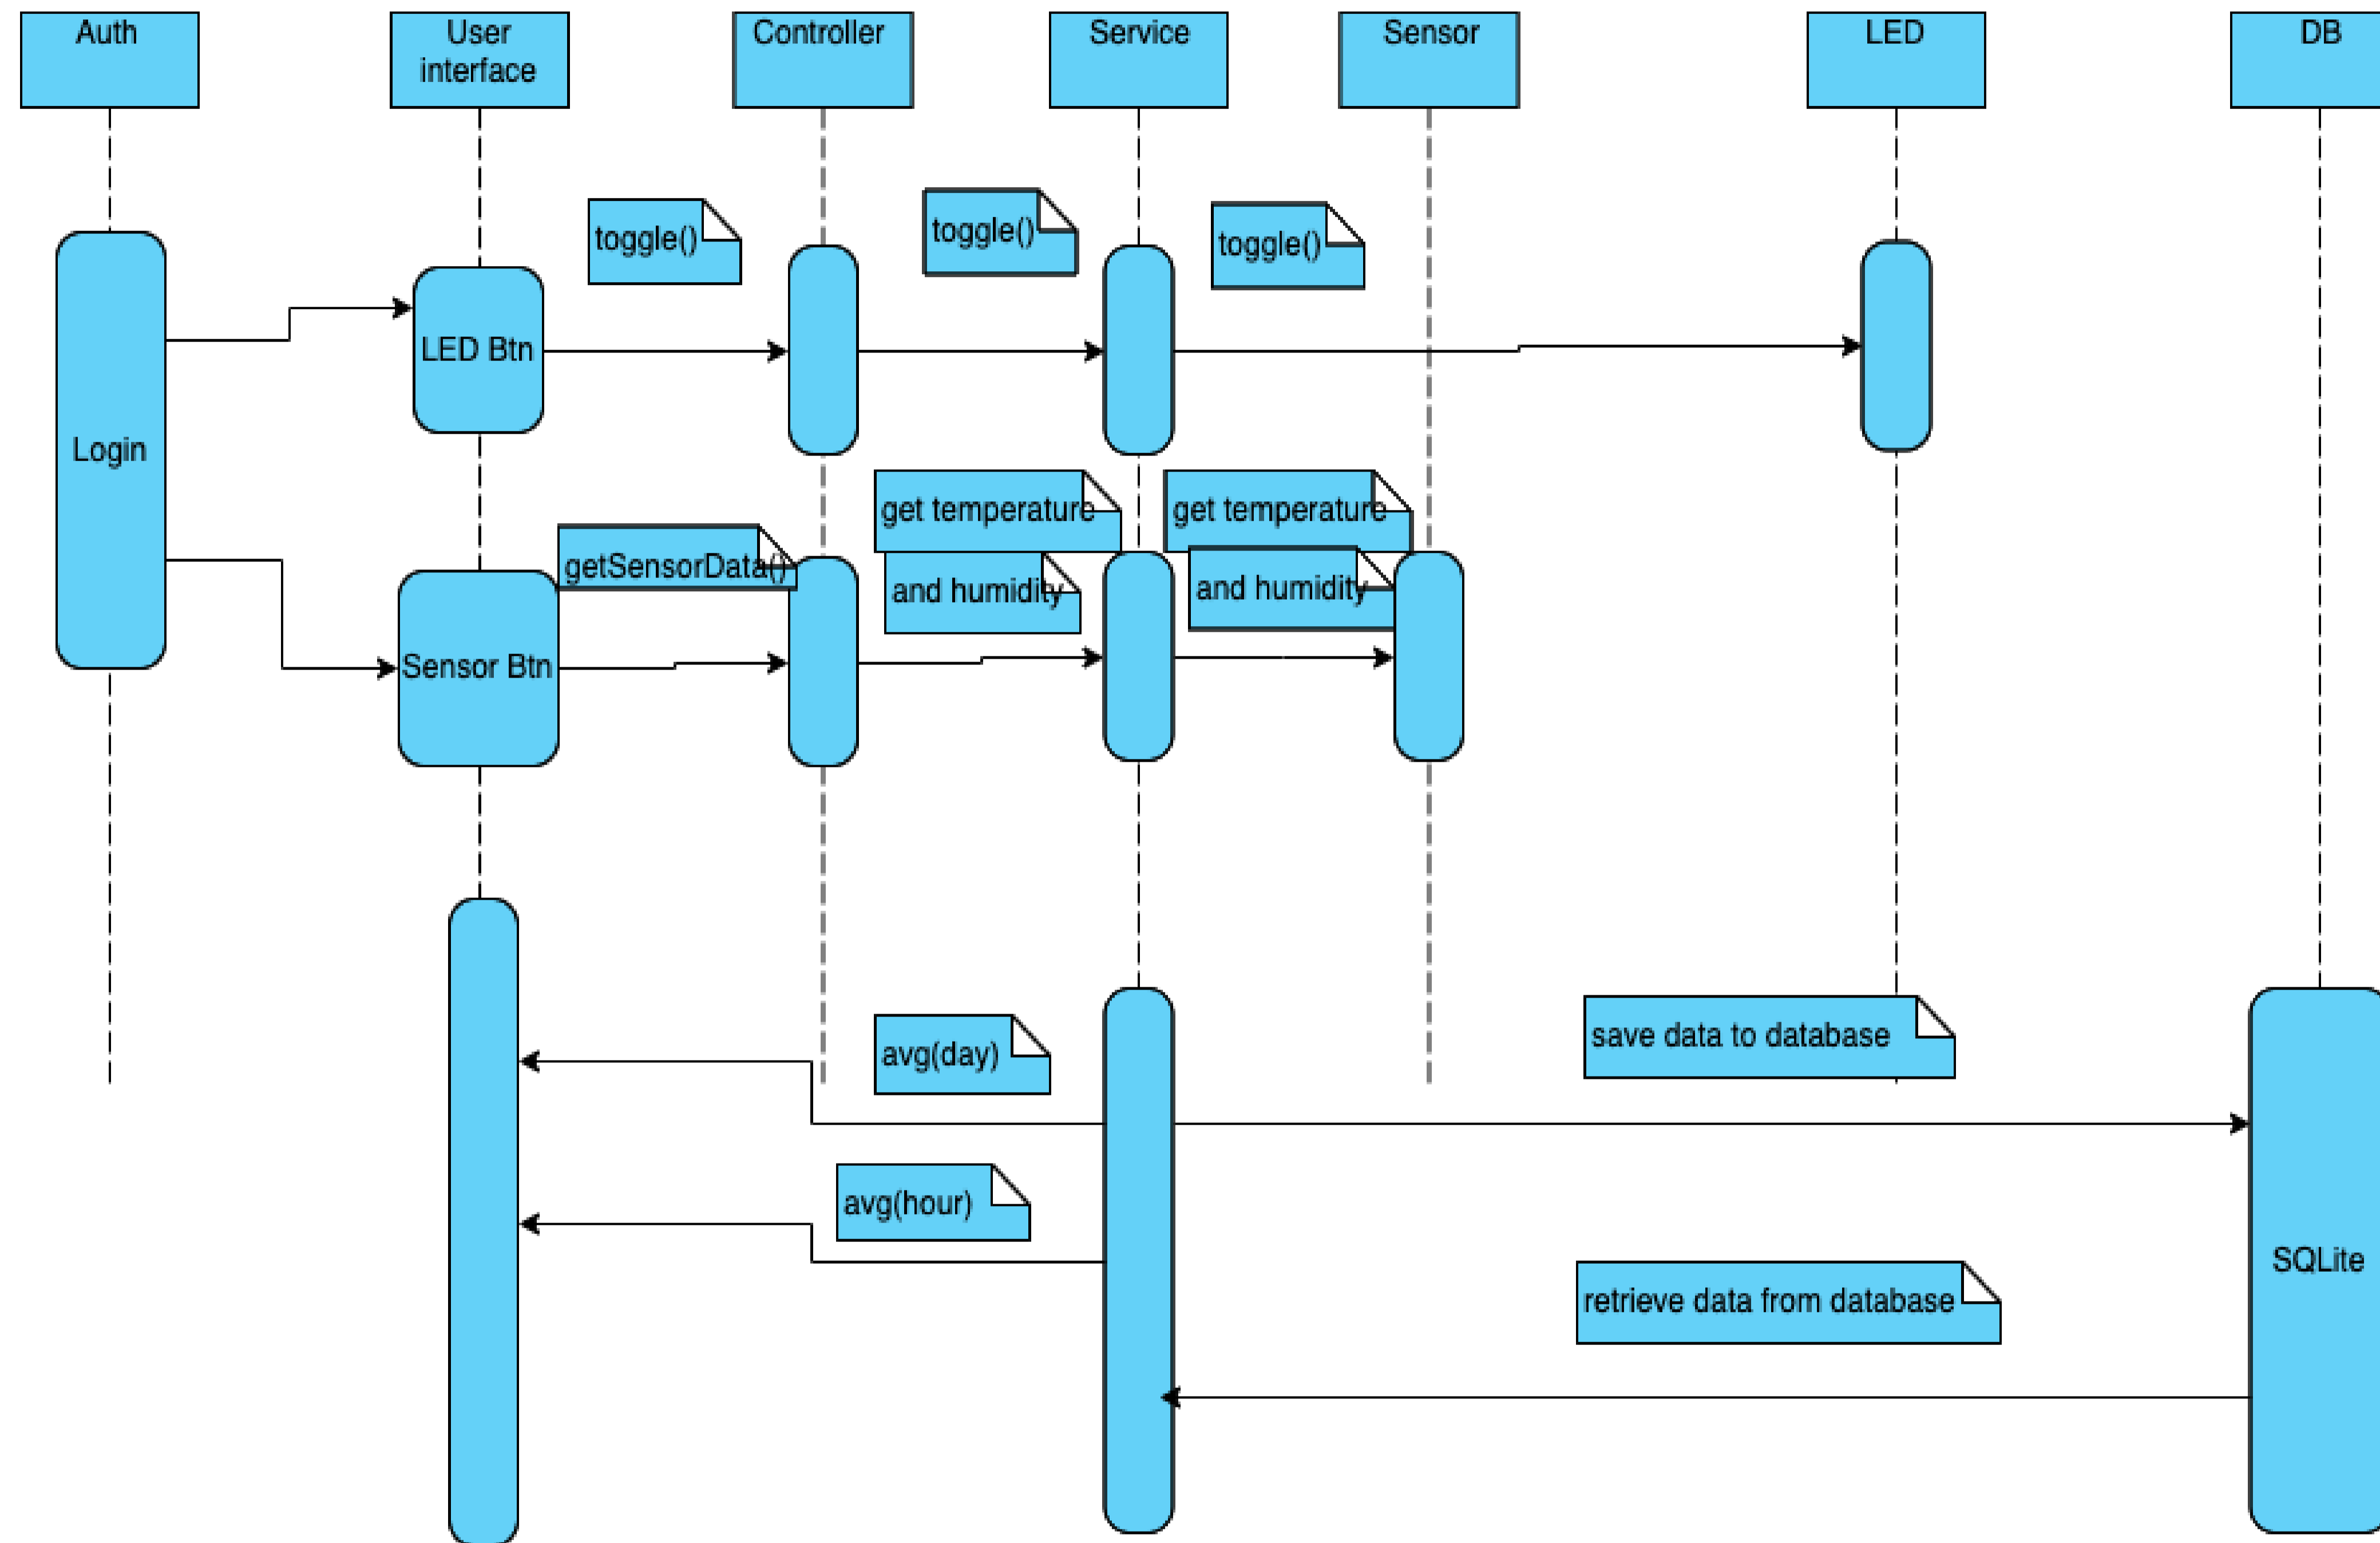 Auth
User
interface
Controller
Service
Sensor
LED
DB
toggle()
toggle()
toggle()
LED Btn
Login
get temperature
get temperature
getSensorData()
and humidity
and humidity
Sensor Btn
save data to database
avg(day)
avg(hour)
SQLite
retrieve data from database